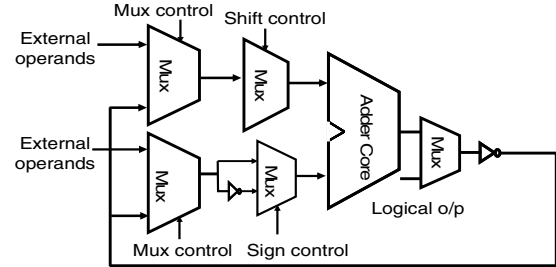 Mux control
Shift control
External
operands
Mux
Mux
Adder Core
External
operands
Mux
Mux
Mux
Logical o/p
Mux control
Sign control